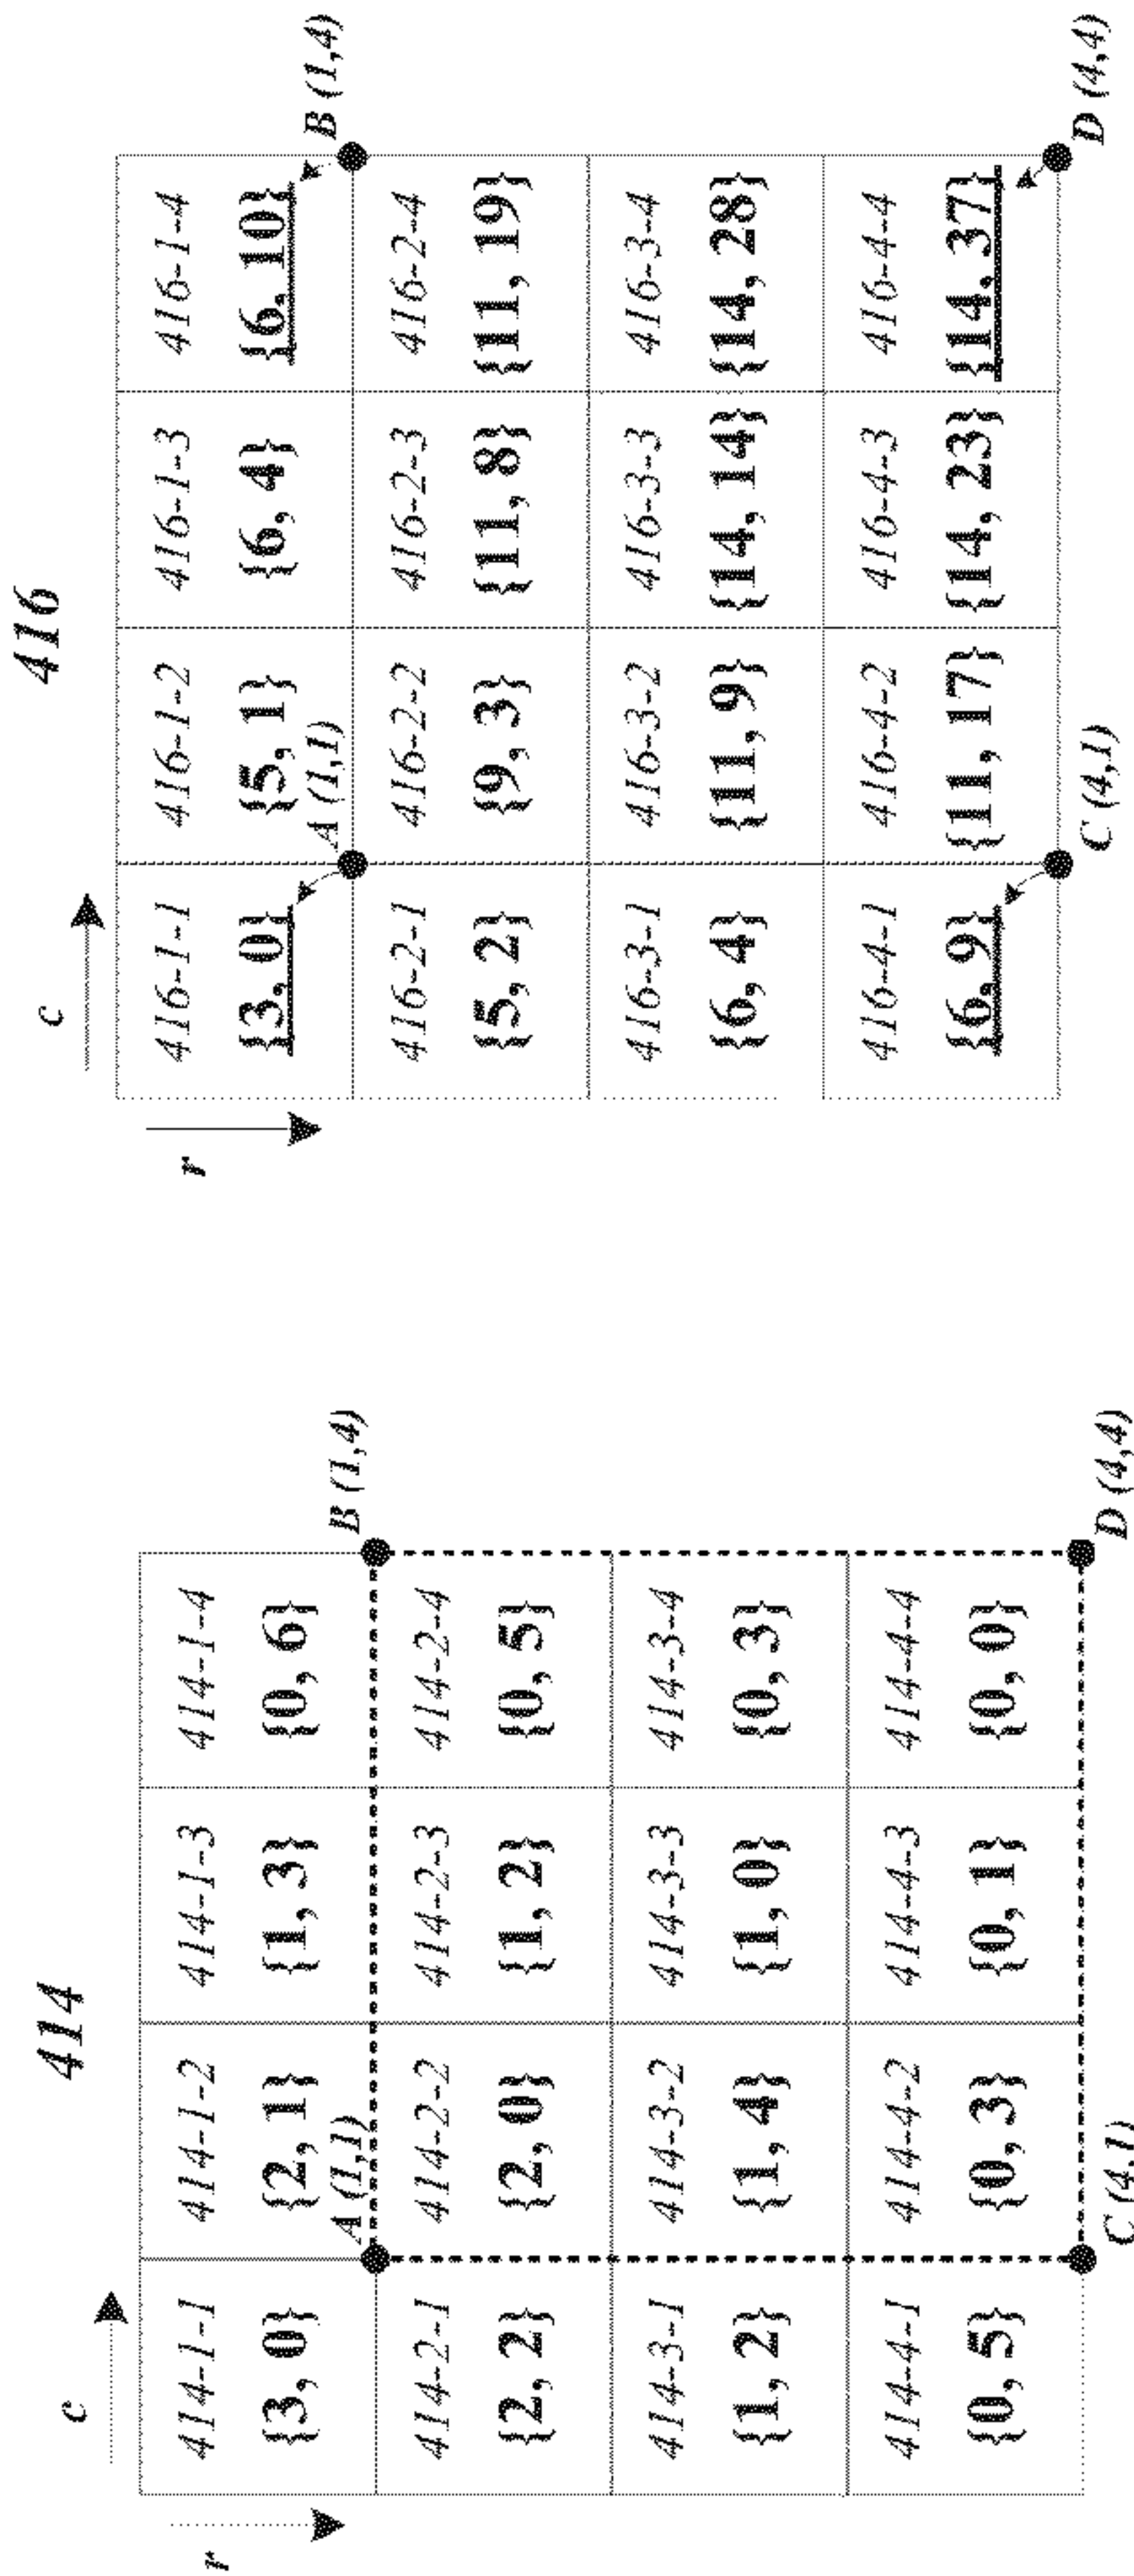 414
c
r
414-1-1 414-1-2 414-1-3 414-1-4
{3, 0} {2, 1} {1, 3} {0, 6}
A (1,1) B (1,4)
414-2-1 414-2-2 414-2-3 414-2-4
{2, 2} {2, 0} {1, 2} {0, 5}
414-3-1 414-3-2 414-3-3 414-3-4
{1, 2} {1, 4} {1, 0} {0, 3}
414-4-1 414-4-2 414-4-3 414-4-4
{0, 5} {0, 3} {0, 1} {0, 0}
C (4,1) D (4,4)
416
c
r
416-1-1 416-1-2 416-1-3 416-1-4
{3, 0} {5, 1} {6, 4} {6, 10}
A (1,1) B (1,4)
416-2-1 416-2-2 416-2-3 416-2-4
{5, 2} {9, 3} {11, 8} {11, 19}
416-3-1 416-3-2 416-3-3 416-3-4
{6, 4} {11, 9} {14, 14} {14, 28}
416-4-1 416-4-2 416-4-3 416-4-4
{6, 9} {11, 17} {14, 23} {14, 37}
C (4,1) D (4,4)